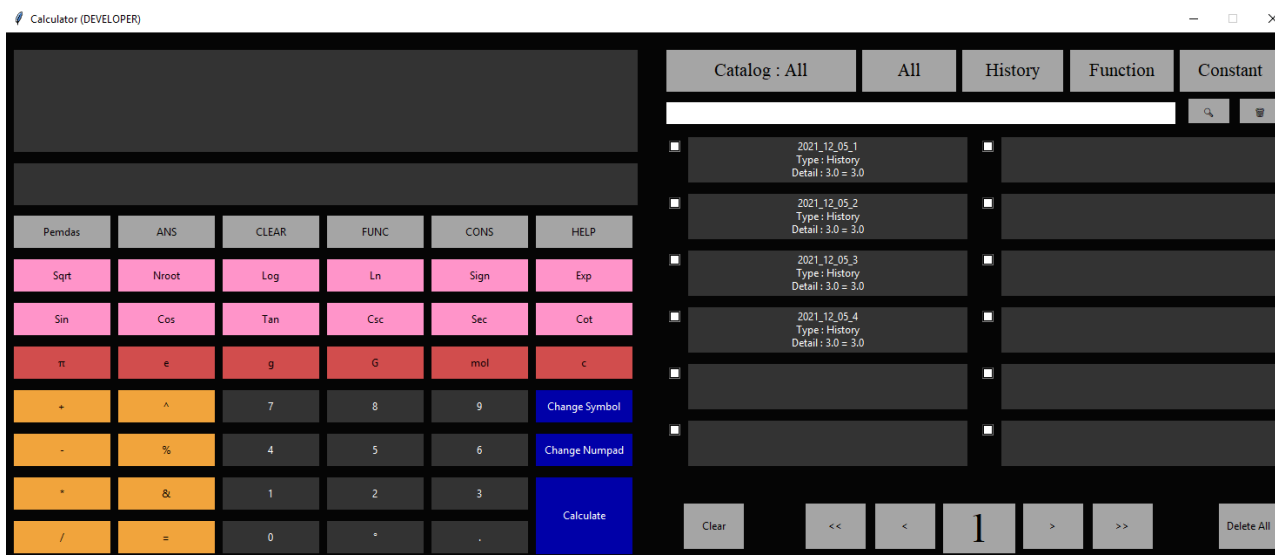 Calculator (DEVELOPER)
Catalog : All
All
History
Function
Constant
2021_12_05_1
Type : History
Detail : 3.0 = 3.0
2021_12_05_2
Type : History
Detail : 3.0 = 3.0
2021_12_05_3
Type : History
Detail : 3.0 = 3.0
2021_12_05_4
Type : History
Detail : 3.0 = 3.0
Pemdas ANS CLEAR FUNC CONS HELP
Sqrt Nroot Log Ln Sign Exp
Sin Cos Tan Csc Sec Cot
π e g G mol c
+ ^ 7 8 9 Change Symbol
- % 4 5 6 Change Numpad
* & 1 2 3 Calculate
/ = 0 ° .
Clear << < 1 > >> Delete All